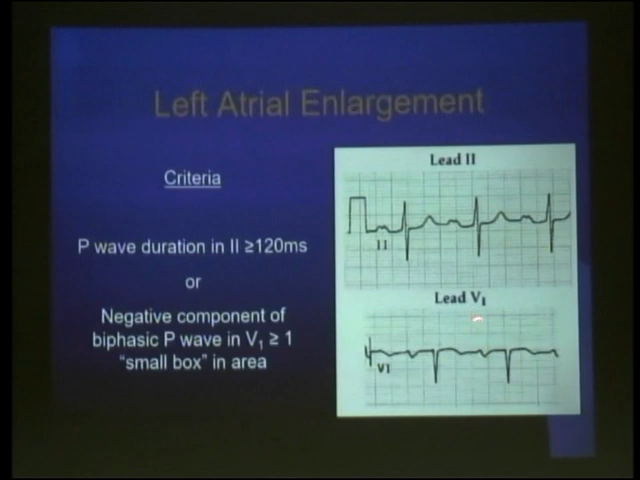 Left Atrial Enlargement
Criteria
P wave duration in II ≥120ms
or
Negative component of
biphasic P wave in V₁ ≥ 1
“small box” in area
Lead II
II
Lead V₁
V1